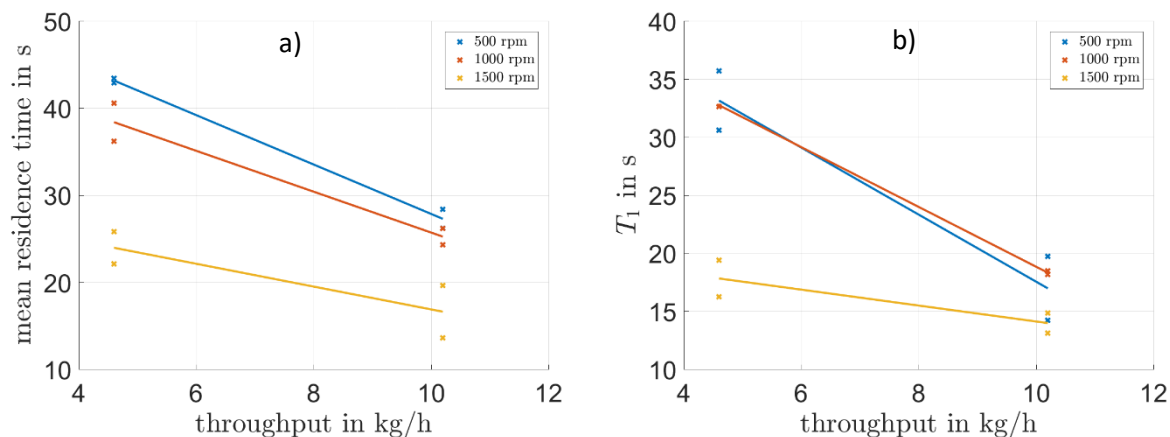 a)
50
40
30
20
10
4
6
8
10
12
mean residence time in s
throughput in kg/h
500 rpm
1000 rpm
1500 rpm
b)
40
35
30
25
20
15
10
4
6
8
10
12
T₁ in s
throughput in kg/h
500 rpm
1000 rpm
1500 rpm